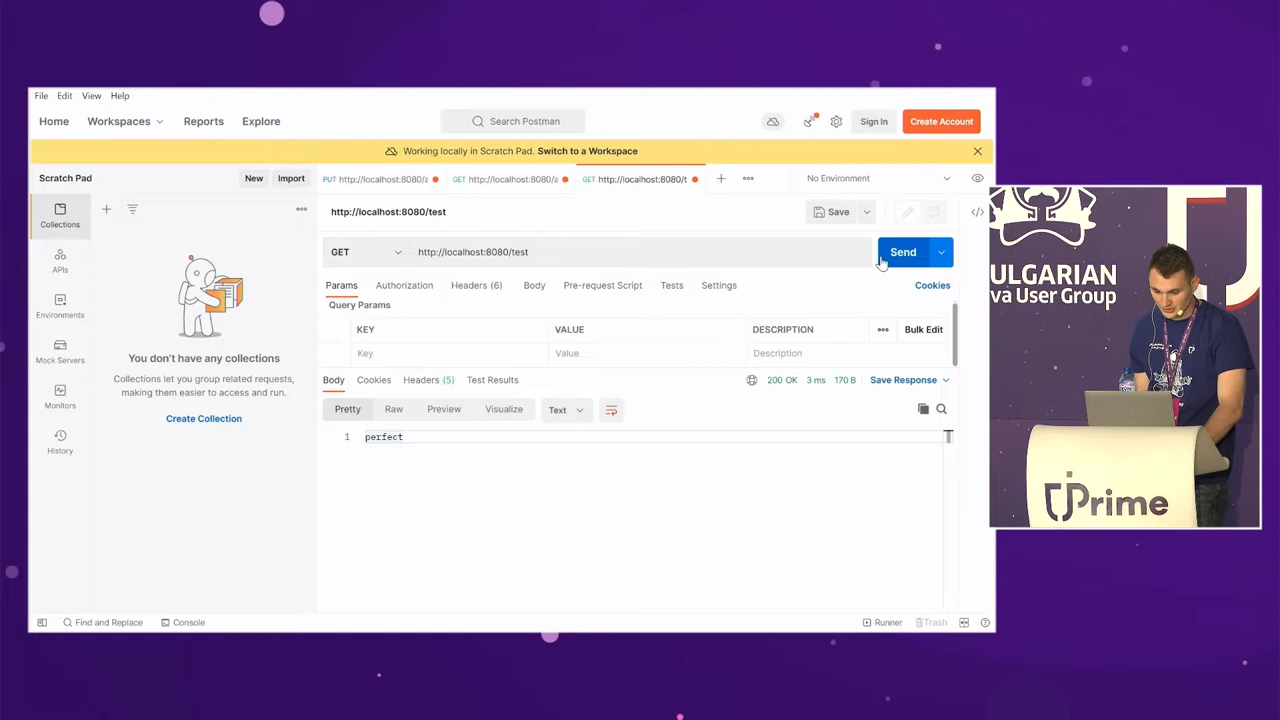 File Edit View Help
Home Workspaces Reports Explore Search Postman Sign In Create Account
Working locally in Scratch Pad. Switch to a Workspace
Scratch Pad New Import PUT http://localhost:8080/a GET http://localhost:8080/a GET http://localhost:8080/t No Environment
http://localhost:8080/test Save
Collections
GET http://localhost:8080/test Send
APIs
Params Authorization Headers (6) Body Pre-request Script Tests Settings Cookies
Query Params
Environments
KEY VALUE DESCRIPTION Bulk Edit
Key Value Description
Mock Servers
You don't have any collections
Collections let you group related requests,
making them easier to access and run.
Create Collection
Monitors
History
Body Cookies Headers (5) Test Results 200 OK 3 ms 170 B Save Response
Pretty Raw Preview Visualize Text
1 perfect
Find and Replace Console Runner Trash
ULGARIAN
va User Group
Prime